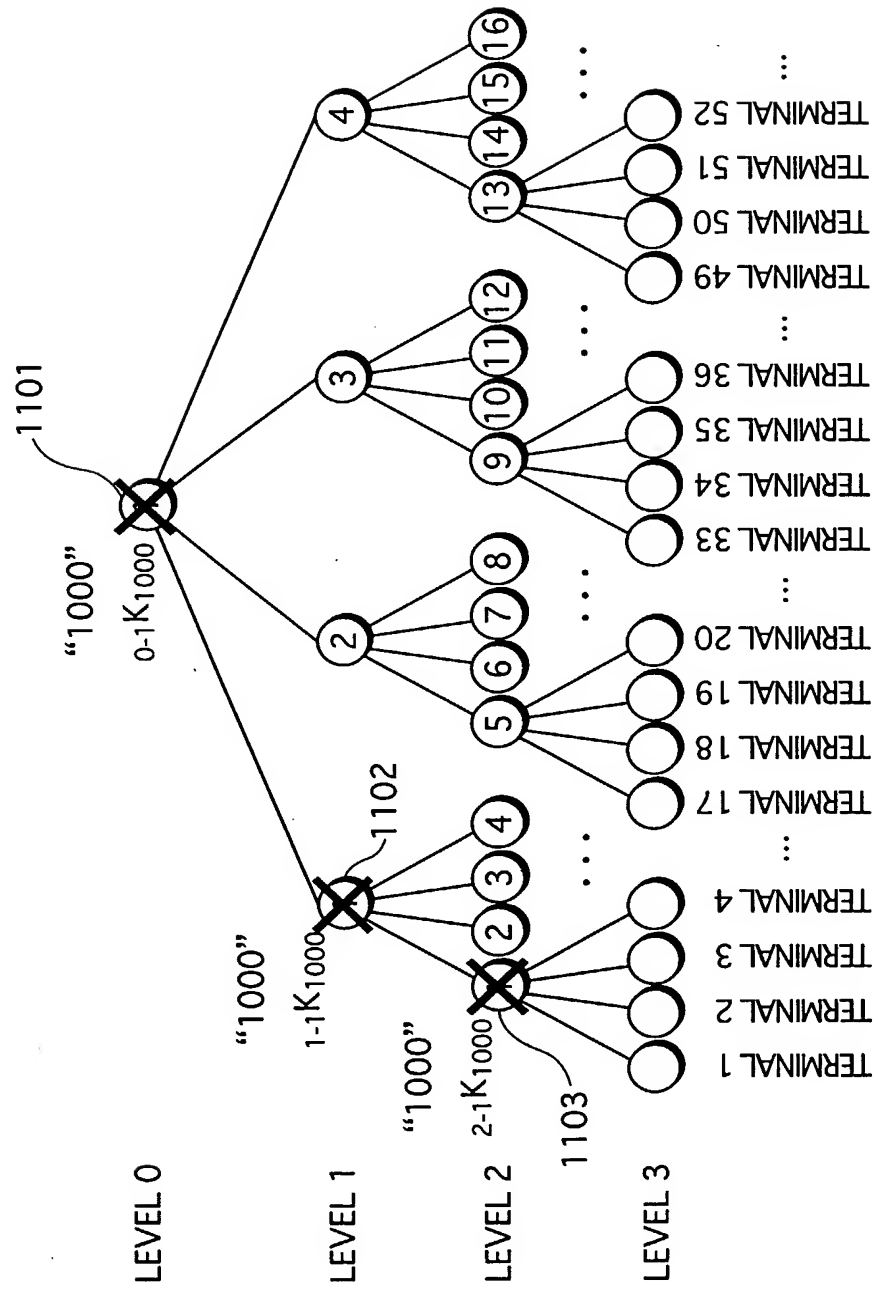 1101
"1000"
0-1K1000
LEVEL 0
"1000"
1102
1-1K1000
2
3
4
LEVEL 1
"1000"
2-1K1000
2
3
4
5
6
7
8
9
10
11
12
13
14
15
16
LEVEL 2
1103
...
...
...
...
LEVEL 3
TERMINAL 1
TERMINAL 2
TERMINAL 3
TERMINAL 4
...
TERMINAL 17
TERMINAL 18
TERMINAL 19
TERMINAL 20
...
TERMINAL 33
TERMINAL 34
TERMINAL 35
TERMINAL 36
...
TERMINAL 49
TERMINAL 50
TERMINAL 51
TERMINAL 52
...